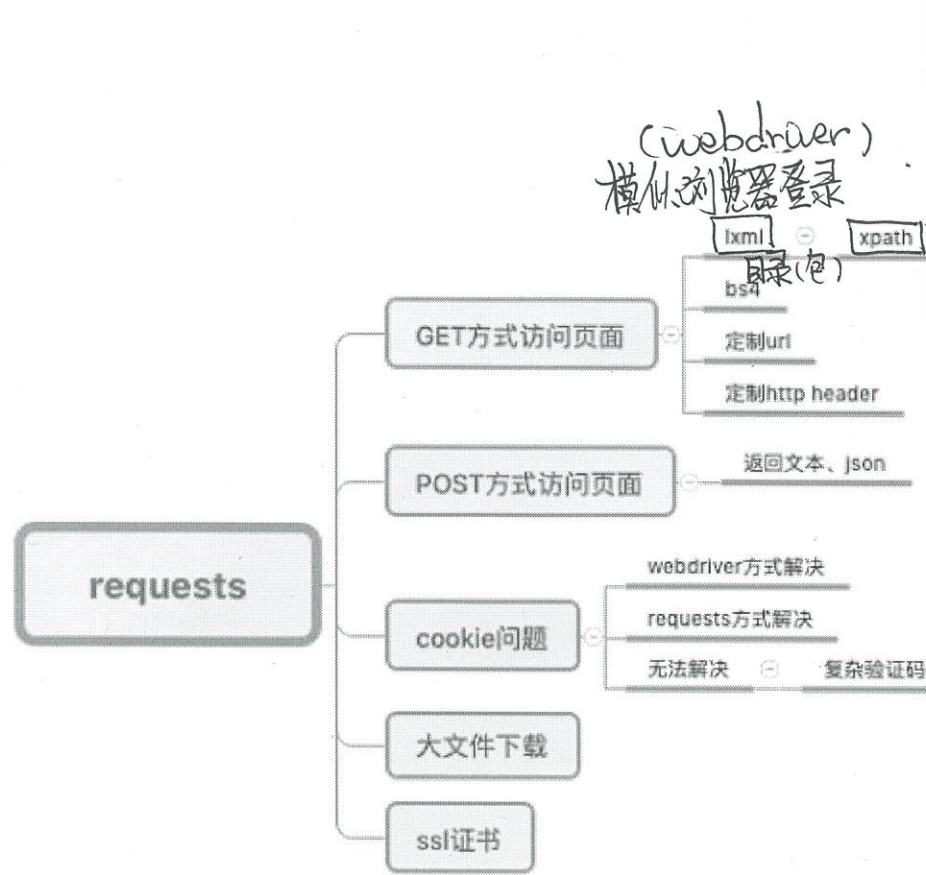 (webdriver)
模似浏览器登录
lxml
xpath
目录(包)
bs4
GET方式访问页面
定制url
定制http header
POST方式访问页面
返回文本、json
requests
cookie问题
webdriver方式解决
requests方式解决
无法解决
复杂验证码
大文件下载
ssl证书